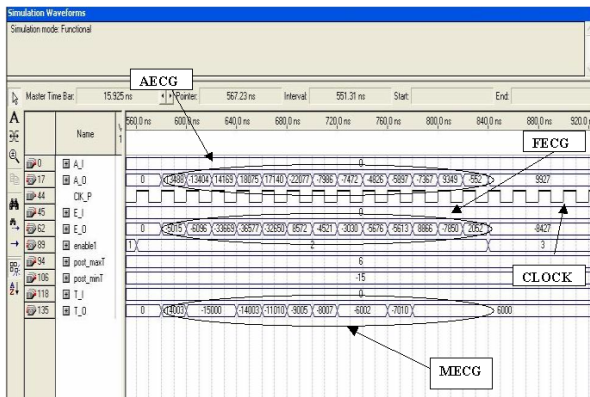 Simulation Waveforms
Simulation mode: Functional
AECG
Master Time Bar: 15.925 ns Pointer: 567.23 ns Interval: 551.31 ns Start: End:
FECG
Name
560.0 ns 600.0 640.0 ns 680.0 ns 720.0 ns 760.0 ns 800.0 ns 840.0 ns 880.0 ns 920.0
0 A_I 0
17 A_O 0 -13488 -13404 14169 18075 17140 -22077 -7986 -7472 -4826 -5897 -7367 9349 -552 9927
44 CIK_P
45 E_I 0
62 E_O 0 -5015 -6096 -33669 -36577 -32650 8572 -4521 -3030 -5676 -5613 8866 -7850 2052 -8427
89 enable1 1 2 3
94 post_maxT 6
CLOCK
106 post_minT -15
118 T_I 0
135 T_O 0 -14003 -15000 -14003 -11010 -9005 -8007 -6002 -7010 6000
MECG